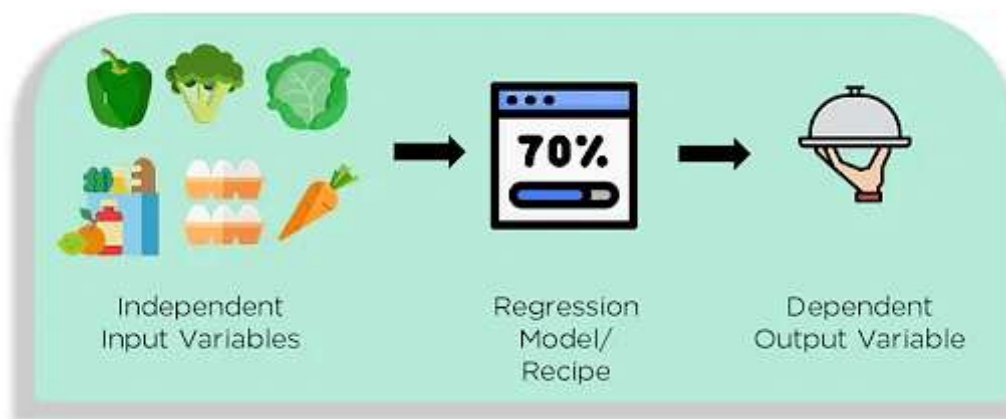 70%
Independent
Input Variables
Regression
Model/
Recipe
Dependent
Output Variable